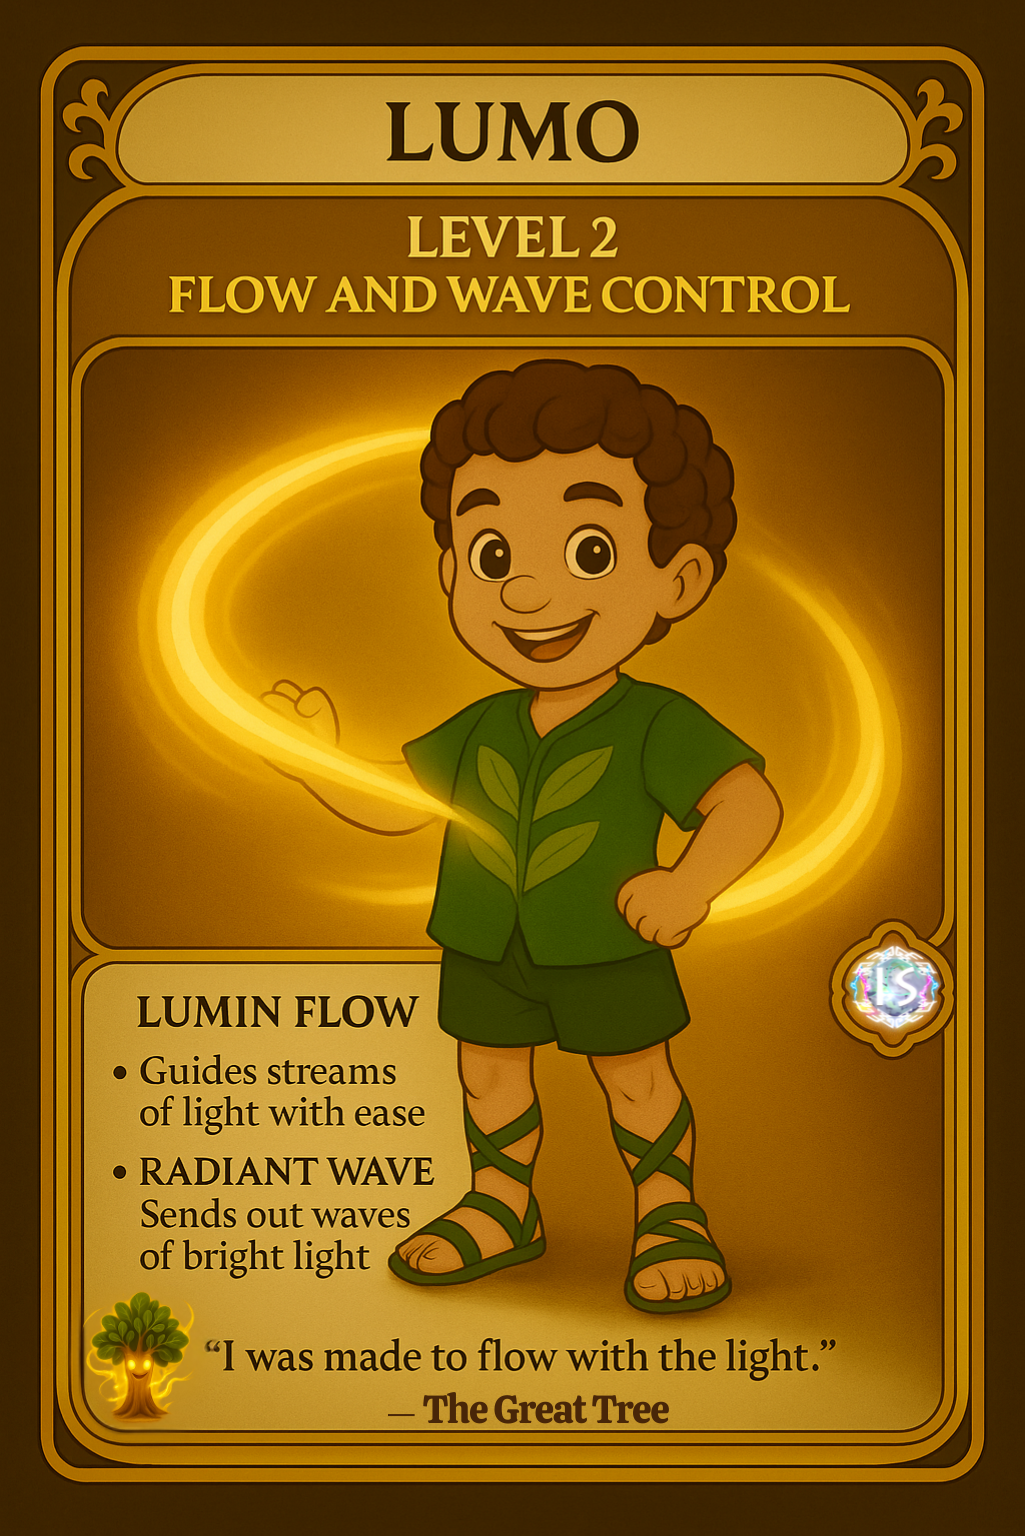 LUMO
LEVEL 2
FLOW AND WAVE CONTROL
LUMIN FLOW
• Guides streams
of light with ease
• RADIANT WAVE
Sends out waves
of bright light
IS
“I was made to flow with the light.”
— The Great Tree